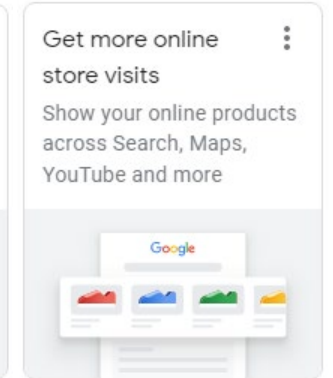 Get more online
store visits
Show your online products
across Search, Maps,
YouTube and more
Google